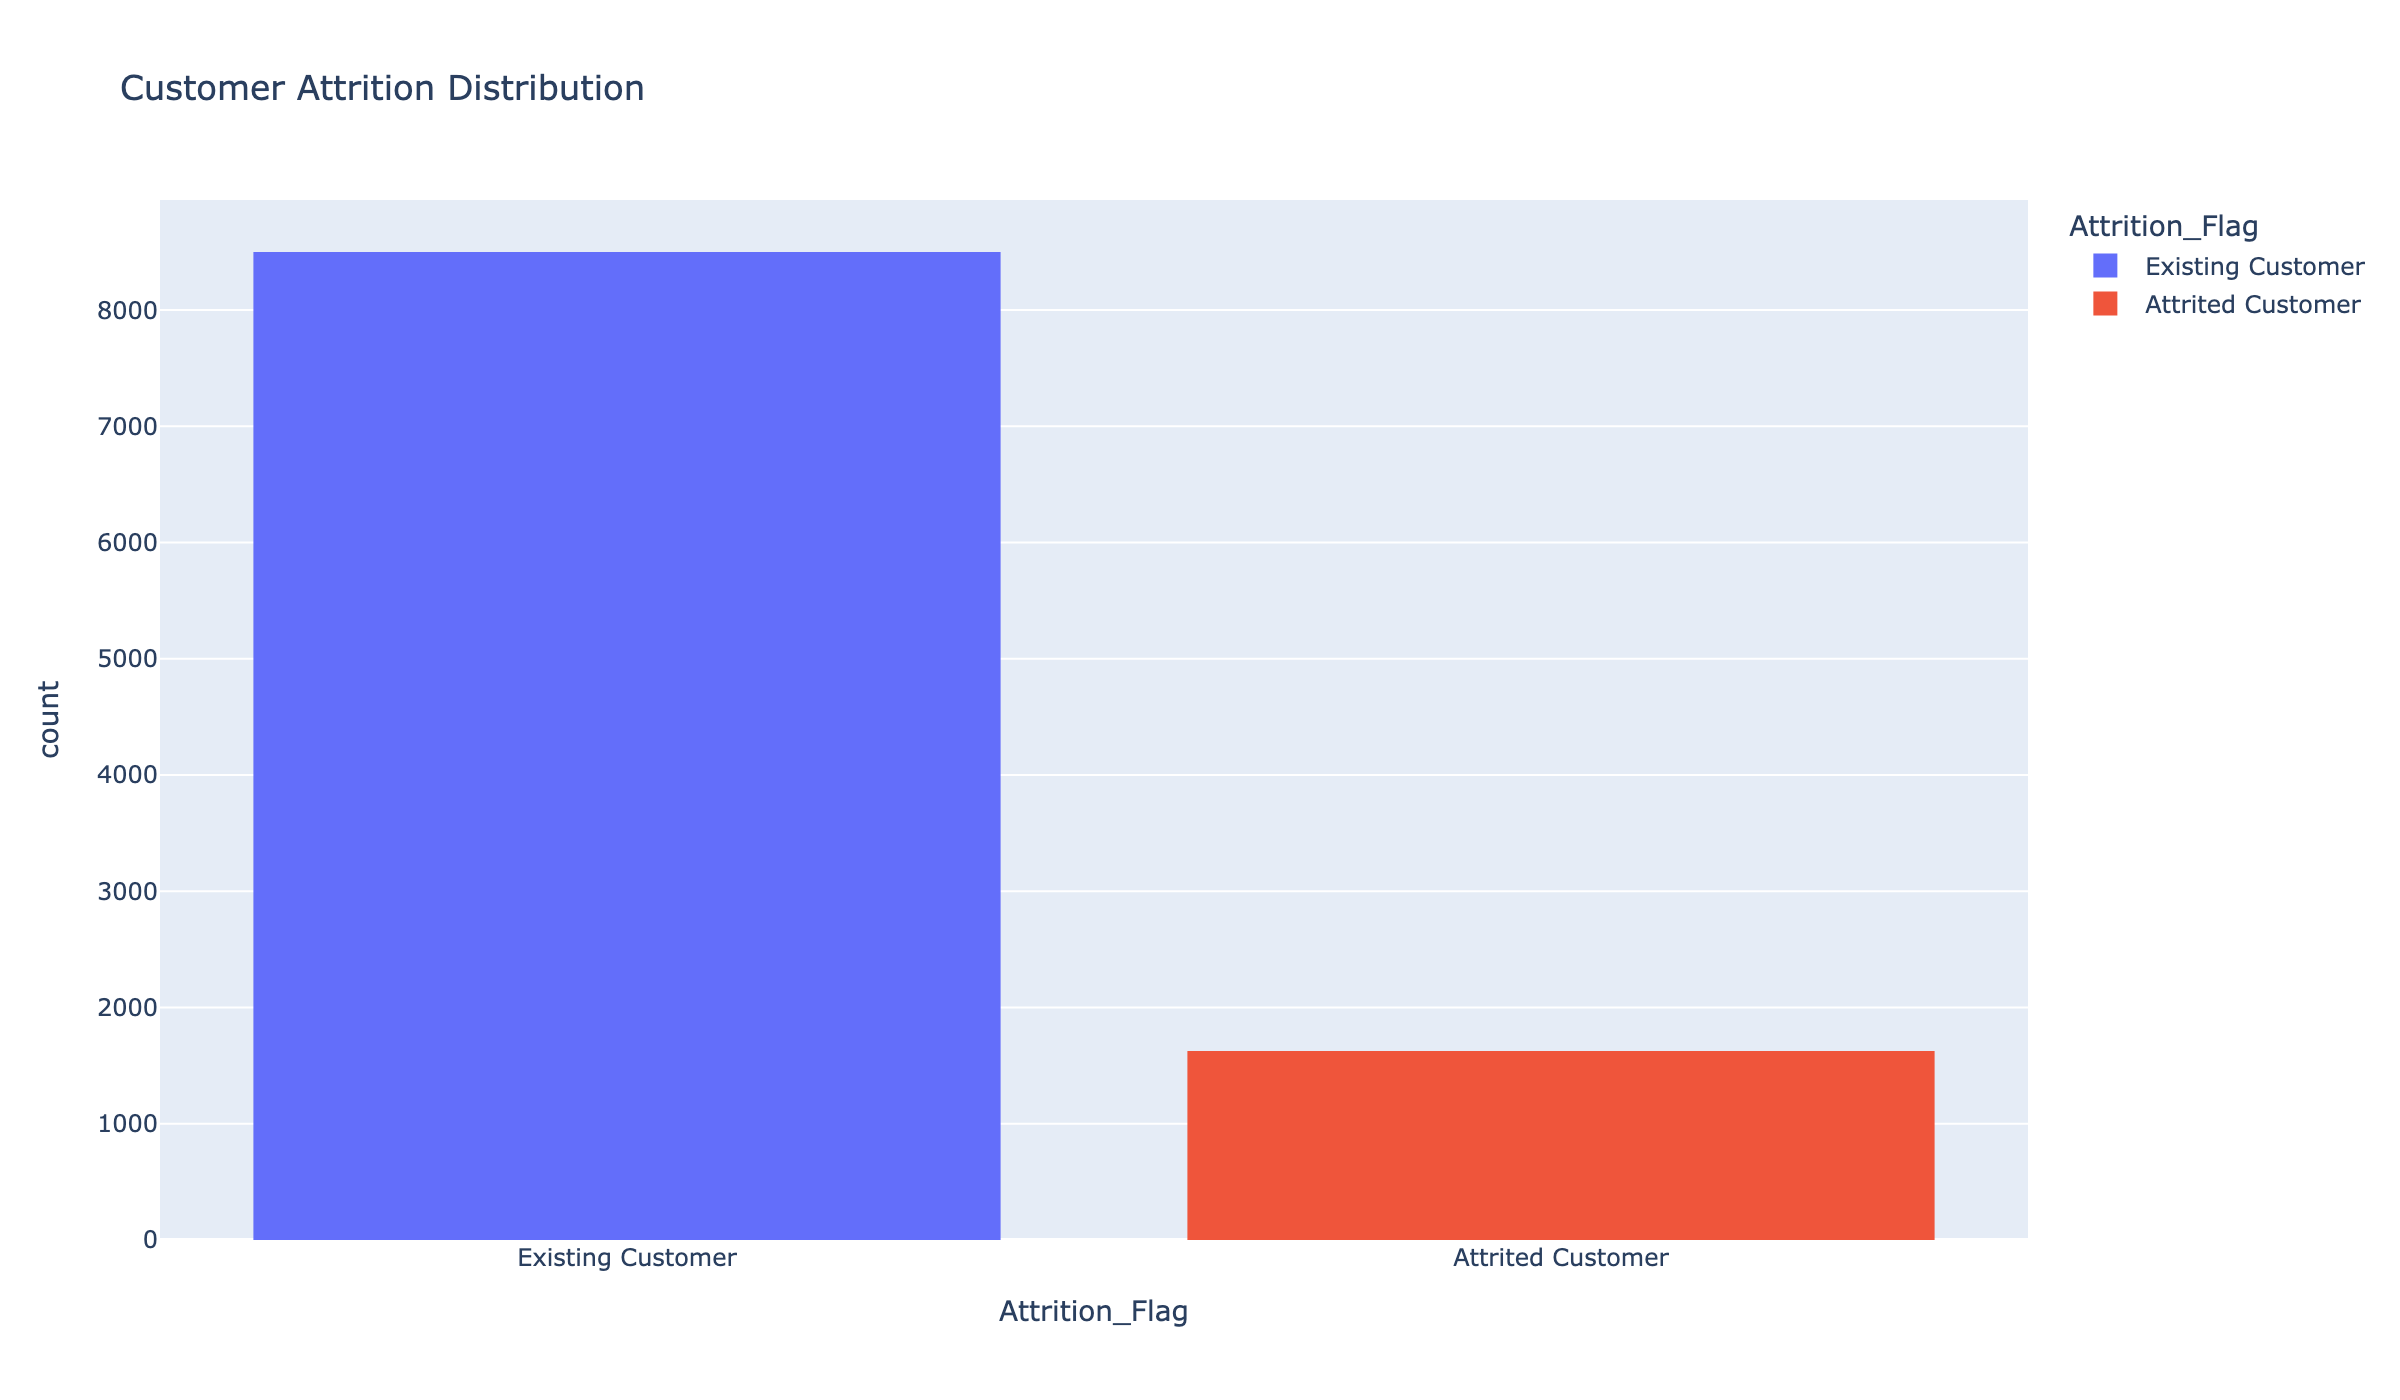 Customer Attrition Distribution
Attrition_Flag
Existing Customer
Attrited Customer
count
8000
7000
6000
5000
4000
3000
2000
1000
0
Existing Customer
Attrited Customer
Attrition_Flag